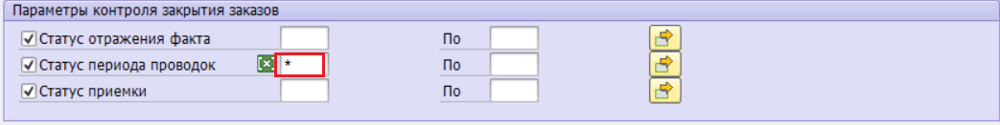 Параметры контроля закрытия заказов
Статус отражения факта По
Статус периода проводок * По
Статус приемки По